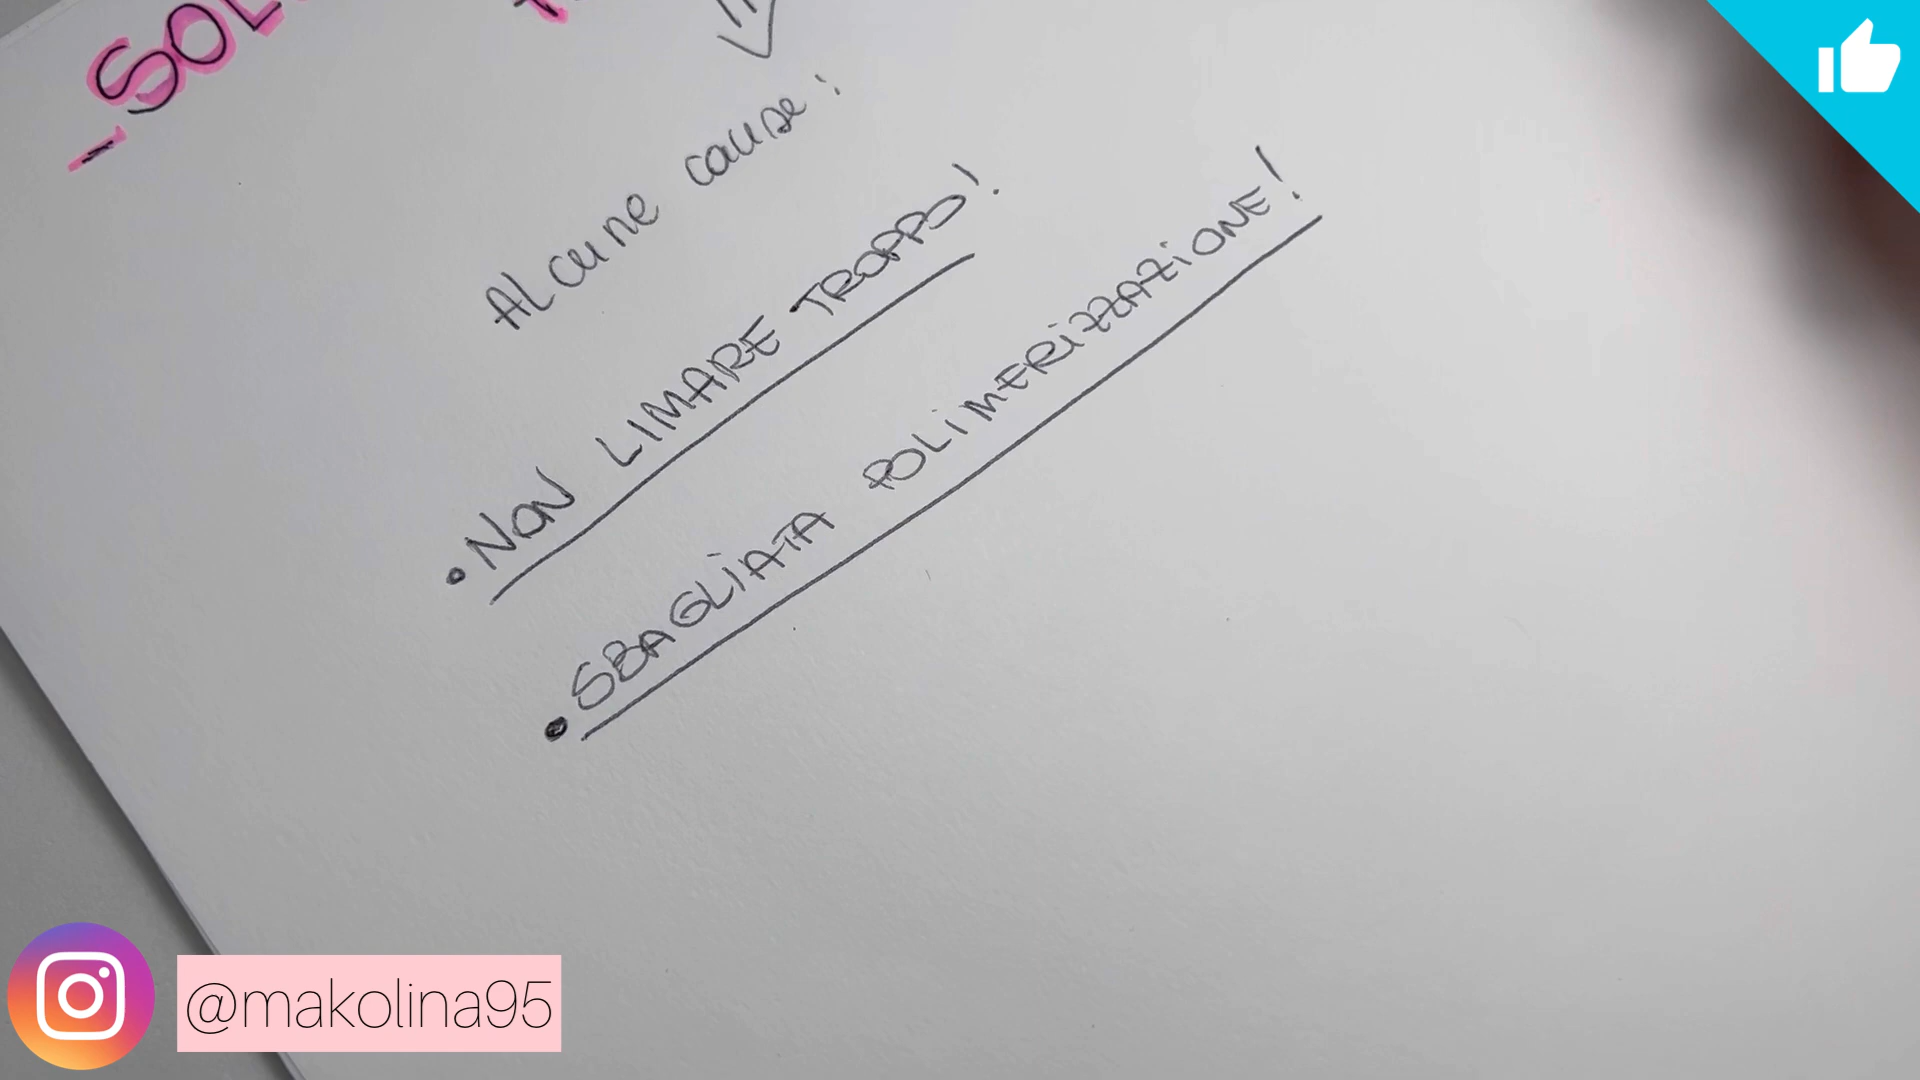 Alcune cause:
• NON LIMARE TROPPO!
• SBAGLIATA POLIMERIZZAZIONE!
@makolina95